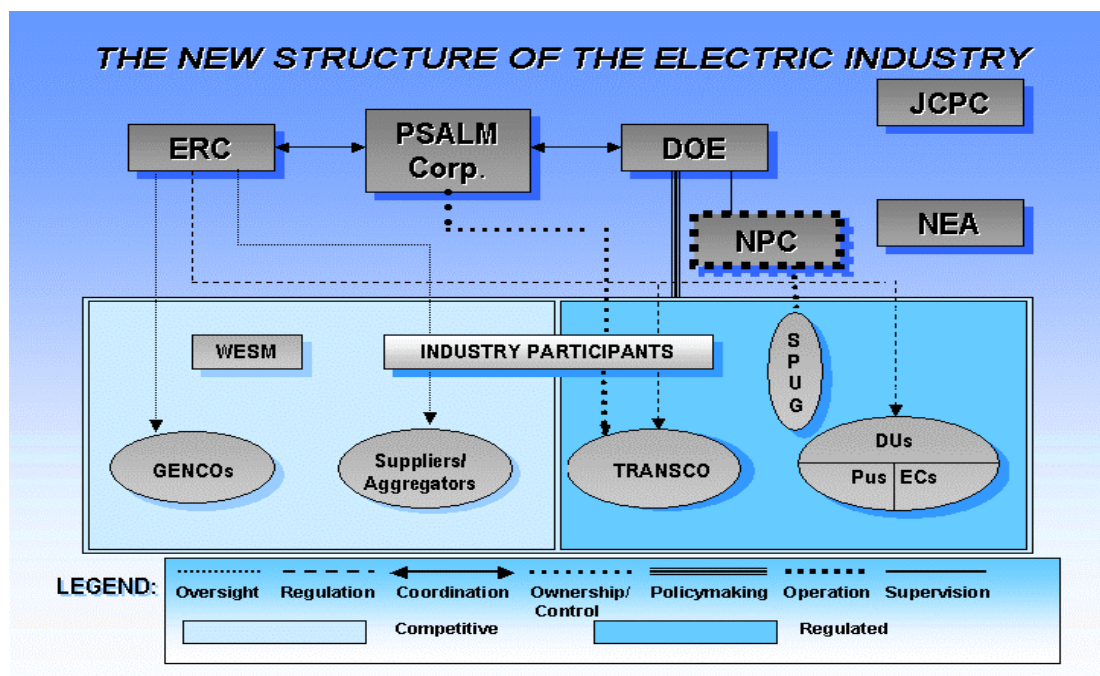 THE NEW STRUCTURE OF THE ELECTRIC INDUSTRY
JCPC
ERC
PSALM
Corp.
DOE
NPC
NEA
WESM
INDUSTRY PARTICIPANTS
S
P
U
G
GENCOs
Suppliers/
Aggregators
TRANSCO
DUs
Pus
ECs
LEGEND:
Oversight
Regulation
Coordination
Ownership/
Control
Policymaking
Operation
Supervision
Competitive
Regulated